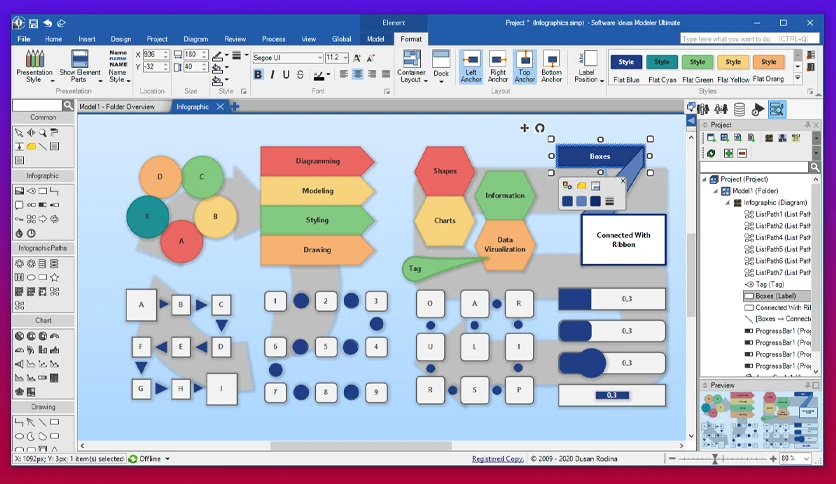 Element
Project * (Infographics.simp) - Software Ideas Modeler Ultimate
File Home Insert Design Project Diagram Review Process View Global Model Format
Type here what you want to do... (CTRL+Q)
Presentation Style
Show Element Parts
Name Name Name
Name Style
Presentation
X 936
Y -32
Location
180
40
Size
Style
Segoe UI 11.2
B I U S
Font
Container Layout
Dock
Left Anchor
Right Anchor
Top Anchor
Bottom Anchor
Layout
abc
Label Position
Style Style Style Style Style
Flat Blue Flat Cyan Flat Green Flat Yellow Flat Orang
Styles
Model1 - Folder Overview
Infographic
Common
Infographic
InfographicPaths
Chart
Drawing
D C
E B
A
Diagramming
Modeling
Styling
Drawing
Shapes
Information
Charts
Data Vizualization
Tag
Boxes
Connected With Ribbon
A B C
F E D
G H I
1 2 3
6 5 4
7 8 9
O A R
U L I
R S P
0,3
0,3
0,3
0,3
Project
Project (Project)
Model1 (Folder)
Infographic (Diagram)
ListPath1 (List Path
ListPath2 (List Path
ListPath4 (List Path
ListPath5 (List Path
ListPath6 (List Path
ListPath7 (List Path
Tag (Tag)
Boxes (Label)
Connected With Ri
[Boxes → Connect
ProgressBar1 (Prog
ProgressBar1 (Prog
ProgressBar1 (Prog
ProgressBar1 (Prog
Preview
X: 1092px; Y: 3px; 1 item(s) selected
Offline
Registered Copy.
© 2009 - 2020 Dusan Rodina
80 %